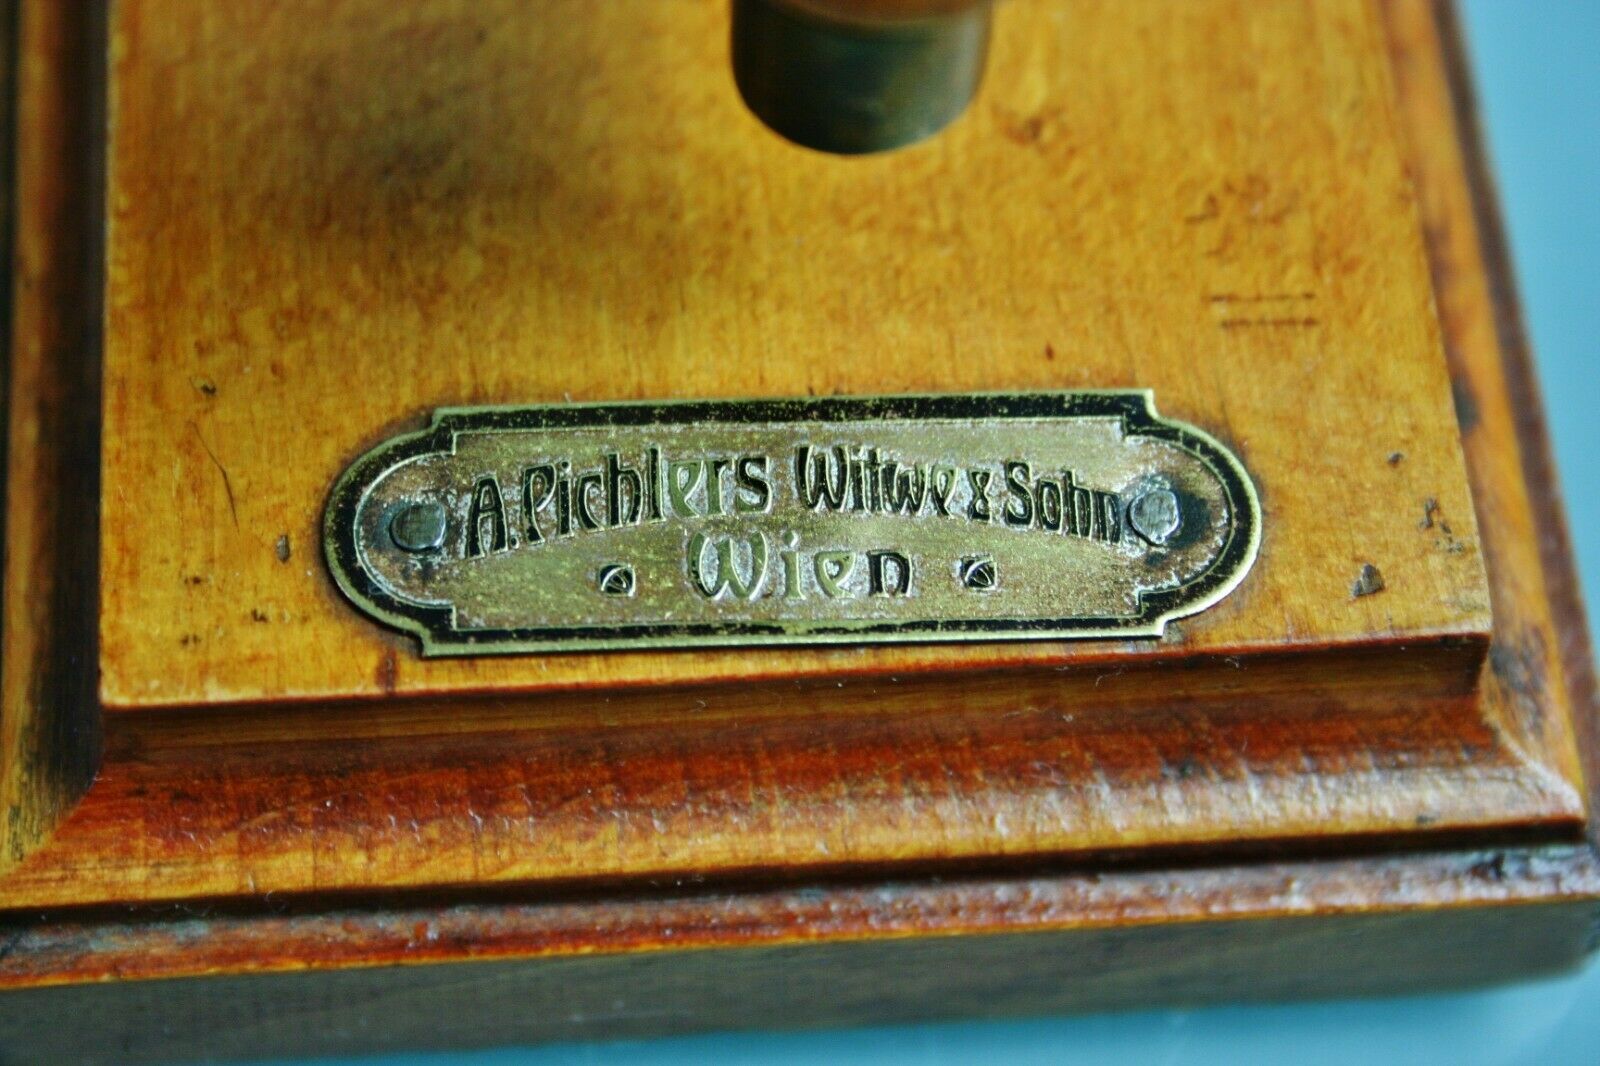 A. Pichlers Witwe & Sohn
Wien